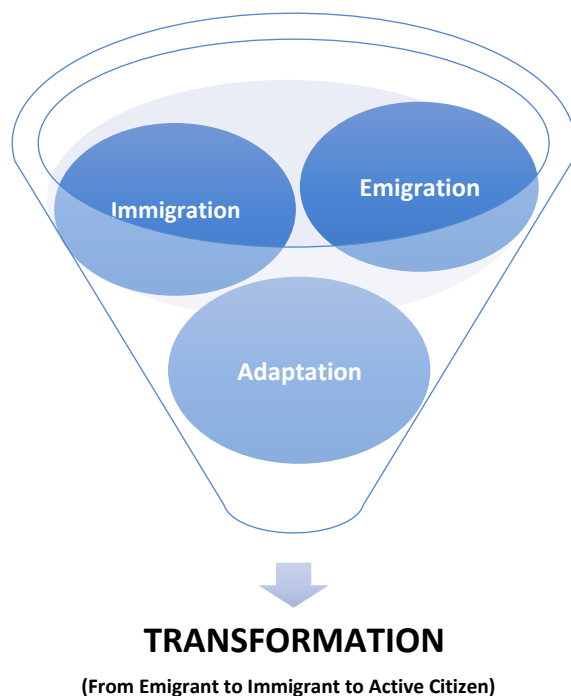 Emigration
Immigration
Adaptation
TRANSFORMATION
(From Emigrant to Immigrant to Active Citizen)